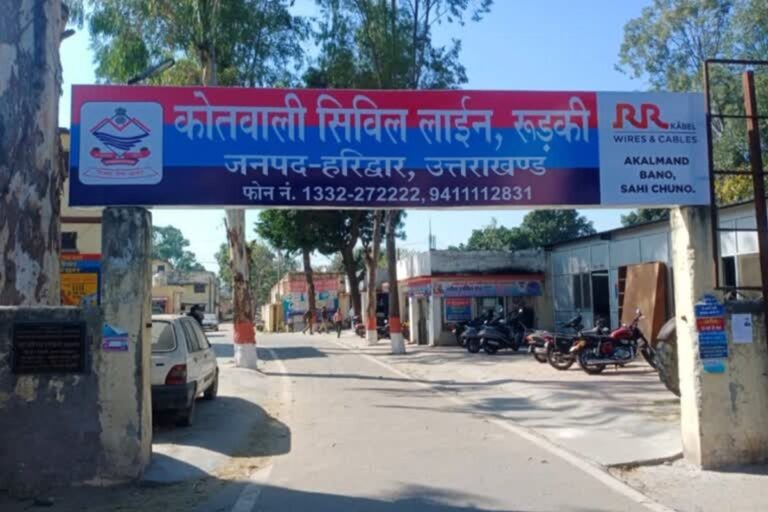 कोतवाली सिविल लाईन, रूड़की
जनपद-हरिद्वार, उत्तराखण्ड
फोन नं. 1332-272222, 9411112831
RR KABEL
WIRES & CABLES
AKALMAND
BANO,
SAHI CHUNO.